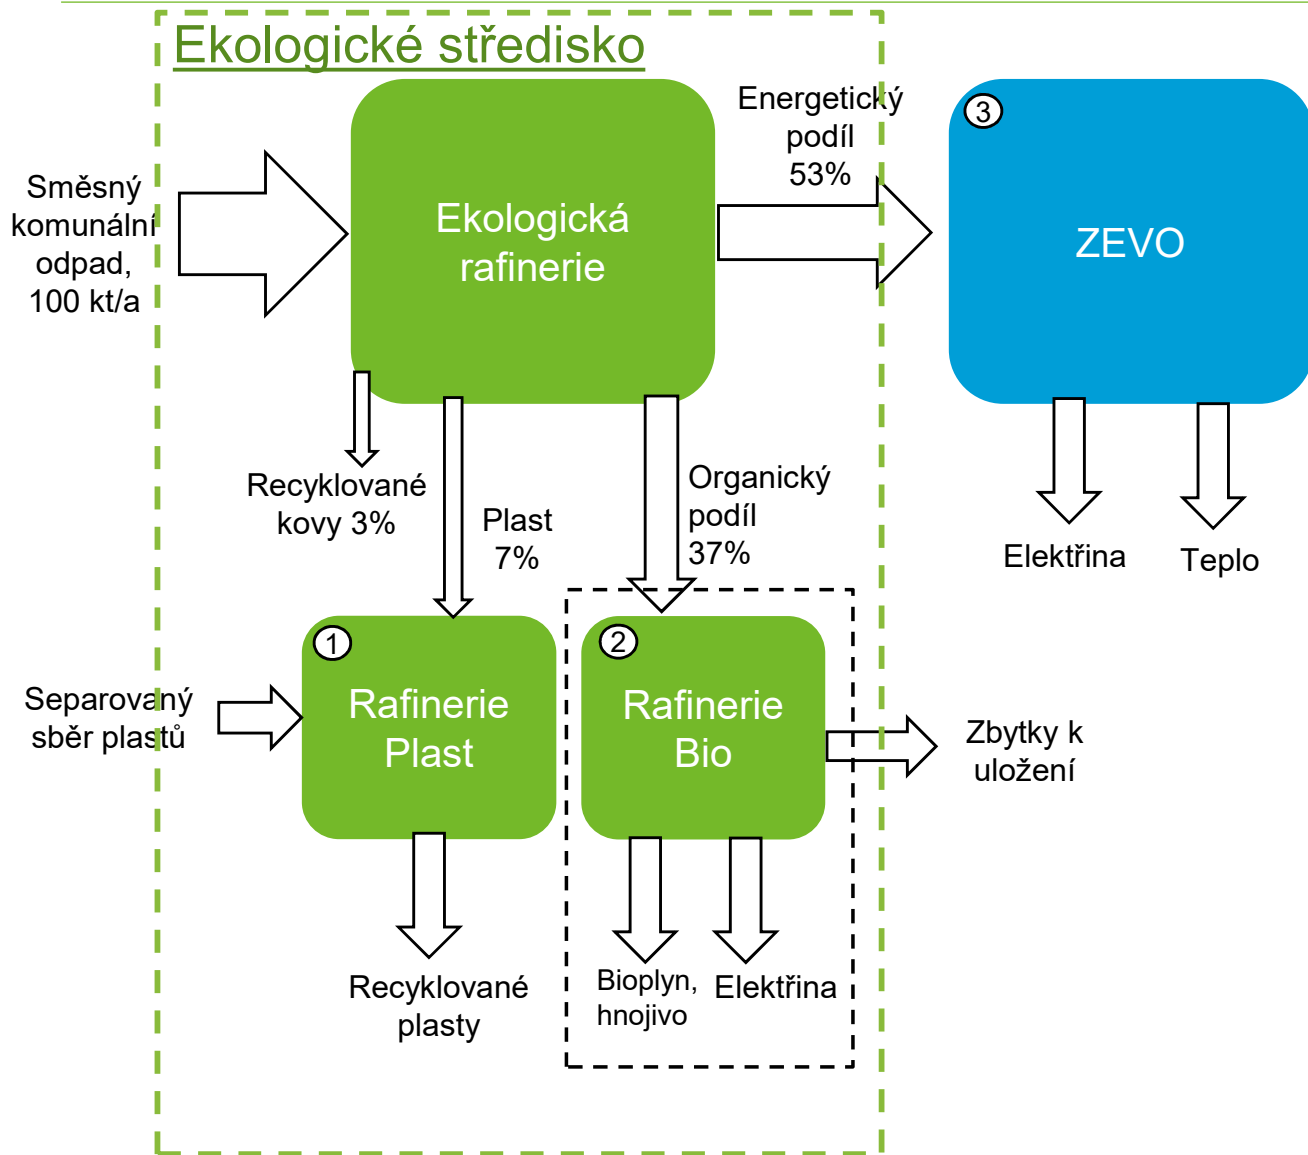 Ekologické středisko
Směsný
komunální
odpad,
100 kt/a
Ekologická
rafinerie
Energetický
podíl
53%
3
ZEVO
Recyklované
kovy 3%
Plast
7%
Organický
podíl
37%
Elektřina
Teplo
Separovaný
sběr plastů
1
Rafinerie
Plast
2
Rafinerie
Bio
Zbytky k
uložení
Recyklované
plasty
Bioplyn,
hnojivo
Elektřina